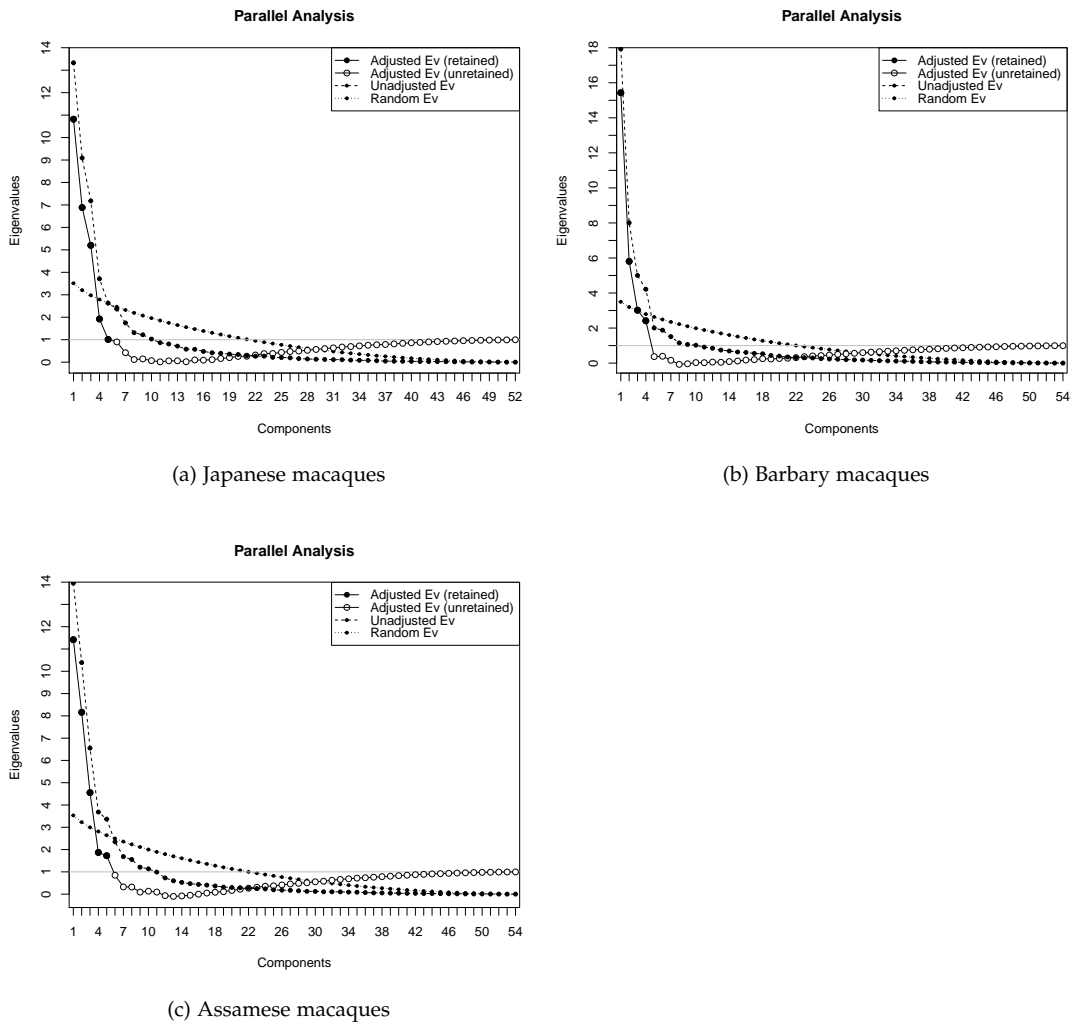 Parallel Analysis
Eigenvalues
14
13
12
11
10
9
8
7
6
5
4
3
2
1
0
Adjusted Ev (retained)
Adjusted Ev (unretained)
Unadjusted Ev
Random Ev
1 4 7 10 13 16 19 22 25 28 31 34 37 40 43 46 49 52
Components
(a) Japanese macaques
Parallel Analysis
Eigenvalues
18
16
14
12
10
8
6
4
2
0
Adjusted Ev (retained)
Adjusted Ev (unretained)
Unadjusted Ev
Random Ev
1 4 7 10 14 18 22 26 30 34 38 42 46 50 54
Components
(b) Barbary macaques
Parallel Analysis
Eigenvalues
14
12
11
10
9
8
7
6
5
4
3
2
1
0
Adjusted Ev (retained)
Adjusted Ev (unretained)
Unadjusted Ev
Random Ev
1 4 7 10 14 18 22 26 30 34 38 42 46 50 54
Components
(c) Assamese macaques